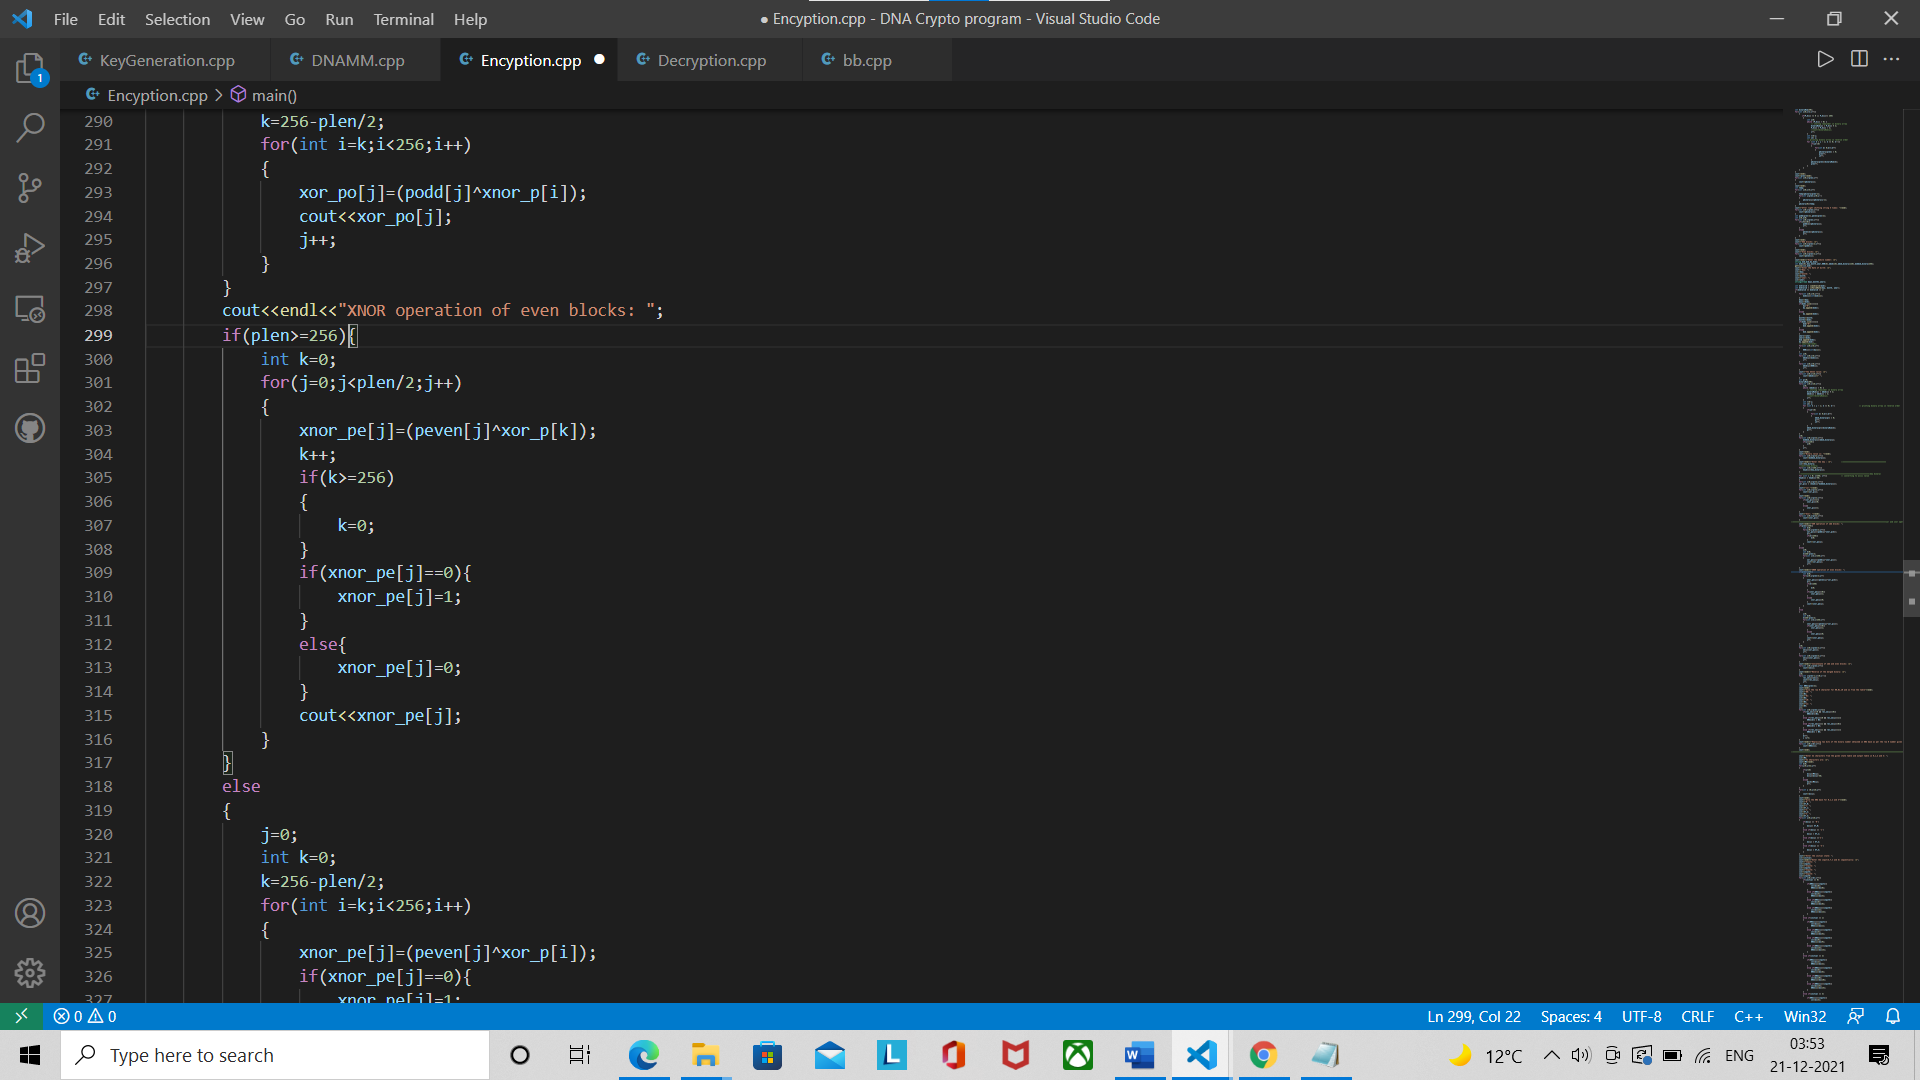 File Edit Selection View Go Run Terminal Help
● Encyption.cpp - DNA Crypto program - Visual Studio Code
KeyGeneration.cpp DNAMM.cpp Encyption.cpp Decryption.cpp bb.cpp
1
Encyption.cpp > main()
290 k=256-plen/2;
291 for(int i=k;i<256;i++)
292 {
293 xor_po[j]=(podd[j]^xnor_p[i]);
294 cout<<xor_po[j];
295 j++;
296 }
297 }
298 cout<<endl<<"XNOR operation of even blocks: ";
299 if(plen>=256){
300 int k=0;
301 for(j=0;j<plen/2;j++)
302 {
303 xnor_pe[j]=(peven[j]^xor_p[k]);
304 k++;
305 if(k>=256)
306 {
307 k=0;
308 }
309 if(xnor_pe[j]==0){
310 xnor_pe[j]=1;
311 }
312 else{
313 xnor_pe[j]=0;
314 }
315 cout<<xnor_pe[j];
316 }
317 }
318 else
319 {
320 j=0;
321 int k=0;
322 k=256-plen/2;
323 for(int i=k;i<256;i++)
324 {
325 xnor_pe[j]=(peven[j]^xor_p[i]);
326 if(xnor_pe[j]==0){
327 xnor_pe[j]=1;
0 0 Ln 299, Col 22 Spaces: 4 UTF-8 CRLF C++ Win32
Type here to search
12°C ENG 03:53
21-12-2021